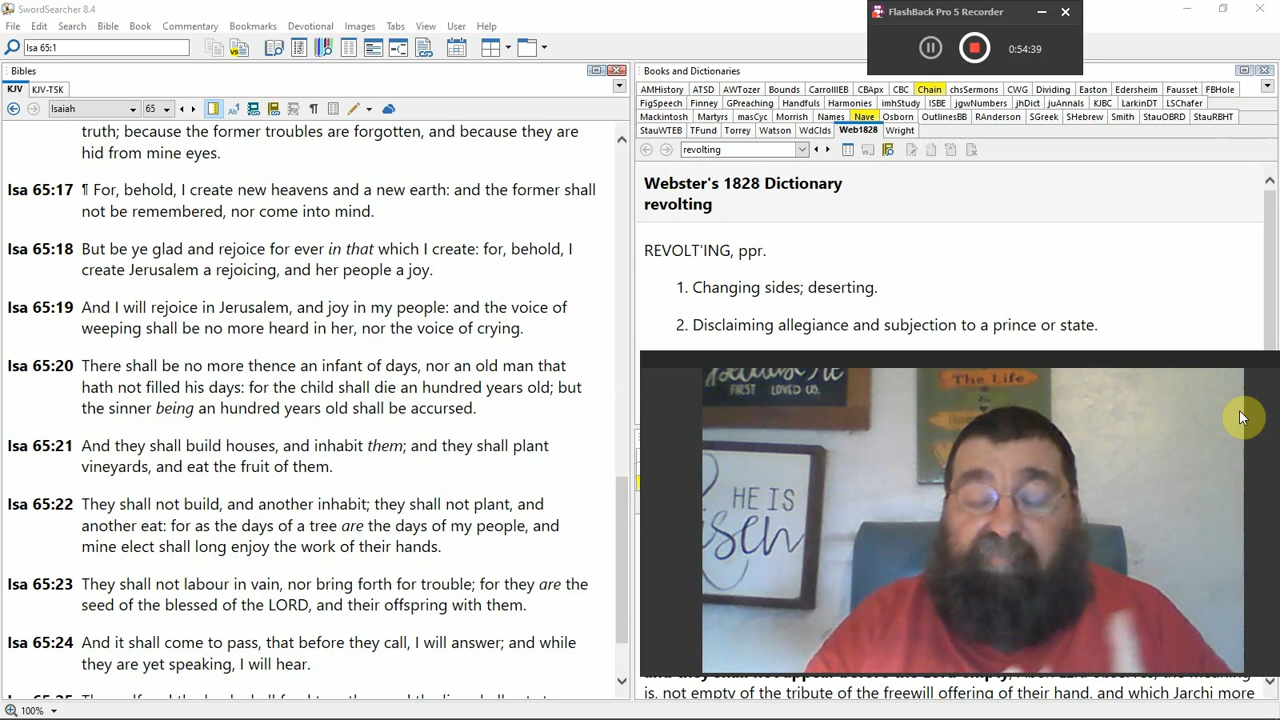 SwordSearcher 8.4
File Edit Search Bible Book Commentary Bookmarks Devotional Images Tabs View User Help
Isa 65:1
FlashBack Pro 5 Recorder
0:54:39
Bibles
KJV KJV-TSK
Isaiah 65
truth; because the former troubles are forgotten, and because they are
hid from mine eyes.
Isa 65:17 ¶ For, behold, I create new heavens and a new earth: and the former shall
not be remembered, nor come into mind.
Isa 65:18 But be ye glad and rejoice for ever in that which I create: for, behold, I
create Jerusalem a rejoicing, and her people a joy.
Isa 65:19 And I will rejoice in Jerusalem, and joy in my people: and the voice of
weeping shall be no more heard in her, nor the voice of crying.
Isa 65:20 There shall be no more thence an infant of days, nor an old man that
hath not filled his days: for the child shall die an hundred years old; but
the sinner being an hundred years old shall be accursed.
Isa 65:21 And they shall build houses, and inhabit them; and they shall plant
vineyards, and eat the fruit of them.
Isa 65:22 They shall not build, and another inhabit; they shall not plant, and
another eat: for as the days of a tree are the days of my people, and
mine elect shall long enjoy the work of their hands.
Isa 65:23 They shall not labour in vain, nor bring forth for trouble; for they are the
seed of the blessed of the LORD, and their offspring with them.
Isa 65:24 And it shall come to pass, that before they call, I will answer; and while
they are yet speaking, I will hear.
100%
Books and Dictionaries
AMHistory ATSD AWTozer Bounds CarrollEB CBApx CBC Chain chsSermons CWG Dividing Easton Edersheim Fausset FBHole
FigSpeech Finney GPreaching Handfuls Harmonies imhStudy ISBE jgwNumbers jhDict juAnnals KJBC LarkinDT LSChafer
Mackintosh Martyrs masCyc Morrish Names Nave Osborn OutlinesBB RAnderson SGreek SHebrew Smith StauOBRD StauRBHT
StauWTEB TFund Torrey Watson WdClds Web1828 Wright
revolting
Webster's 1828 Dictionary
revolting
REVOLT'ING, ppr.
1. Changing sides; deserting.
2. Disclaiming allegiance and subjection to a prince or state.
FIRST LOVED US.
The Life
HE IS
Risen
is, not empty of the tribute of the freewill offering of their hand, and which Jarchi more